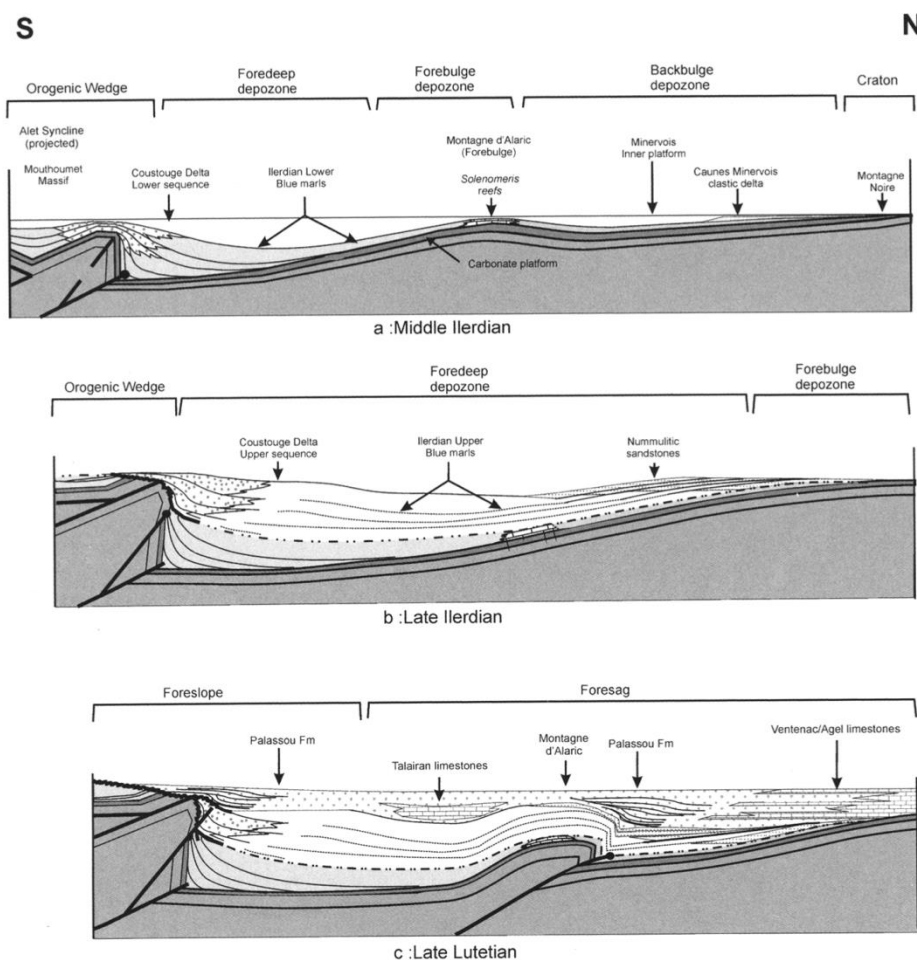 S
N
Orogenic Wedge
Foredeep
depozone
Forebulge
depozone
Backbulge
depozone
Craton
Alet Syncline
(projected)
Mouthoumet
Massif
Coustouge Delta
Lower sequence
Ilerdian Lower
Blue marls
Montagne d'Alaric
(Forebulge)
Solenomeris
reefs
Minervois
Inner platform
Caunes Minervois
clastic delta
Montagne
Noire
Carbonate platform
a :Middle Ilerdian
Orogenic Wedge
Foredeep
depozone
Forebulge
depozone
Coustouge Delta
Upper sequence
Ilerdian Upper
Blue marls
Nummulitic
sandstones
b :Late Ilerdian
Foreslope
Foresag
Palassou Fm
Talairan limestones
Montagne
d'Alaric
Palassou Fm
Ventenac/Agel limestones
c :Late Lutetian